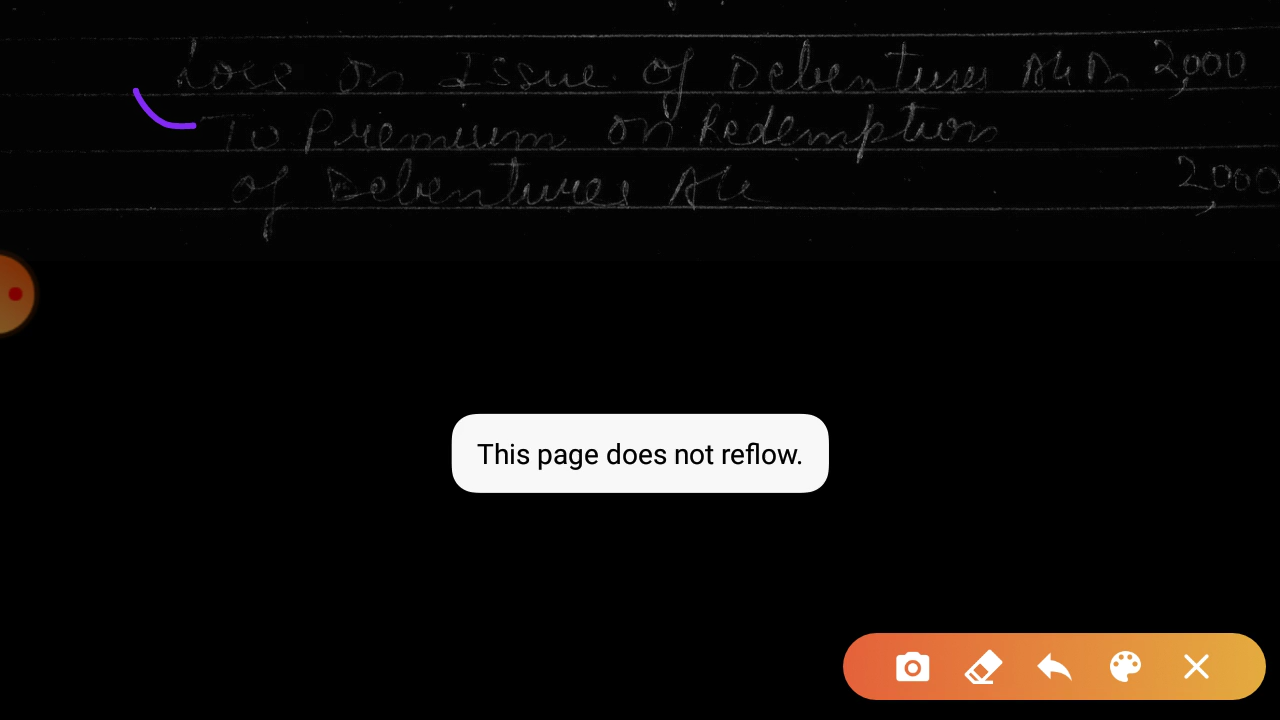 Loss on Issue of Debentures A/c Dr 2,000
To Premium on Redemption
of Debentures A/c 2,000
This page does not reflow.